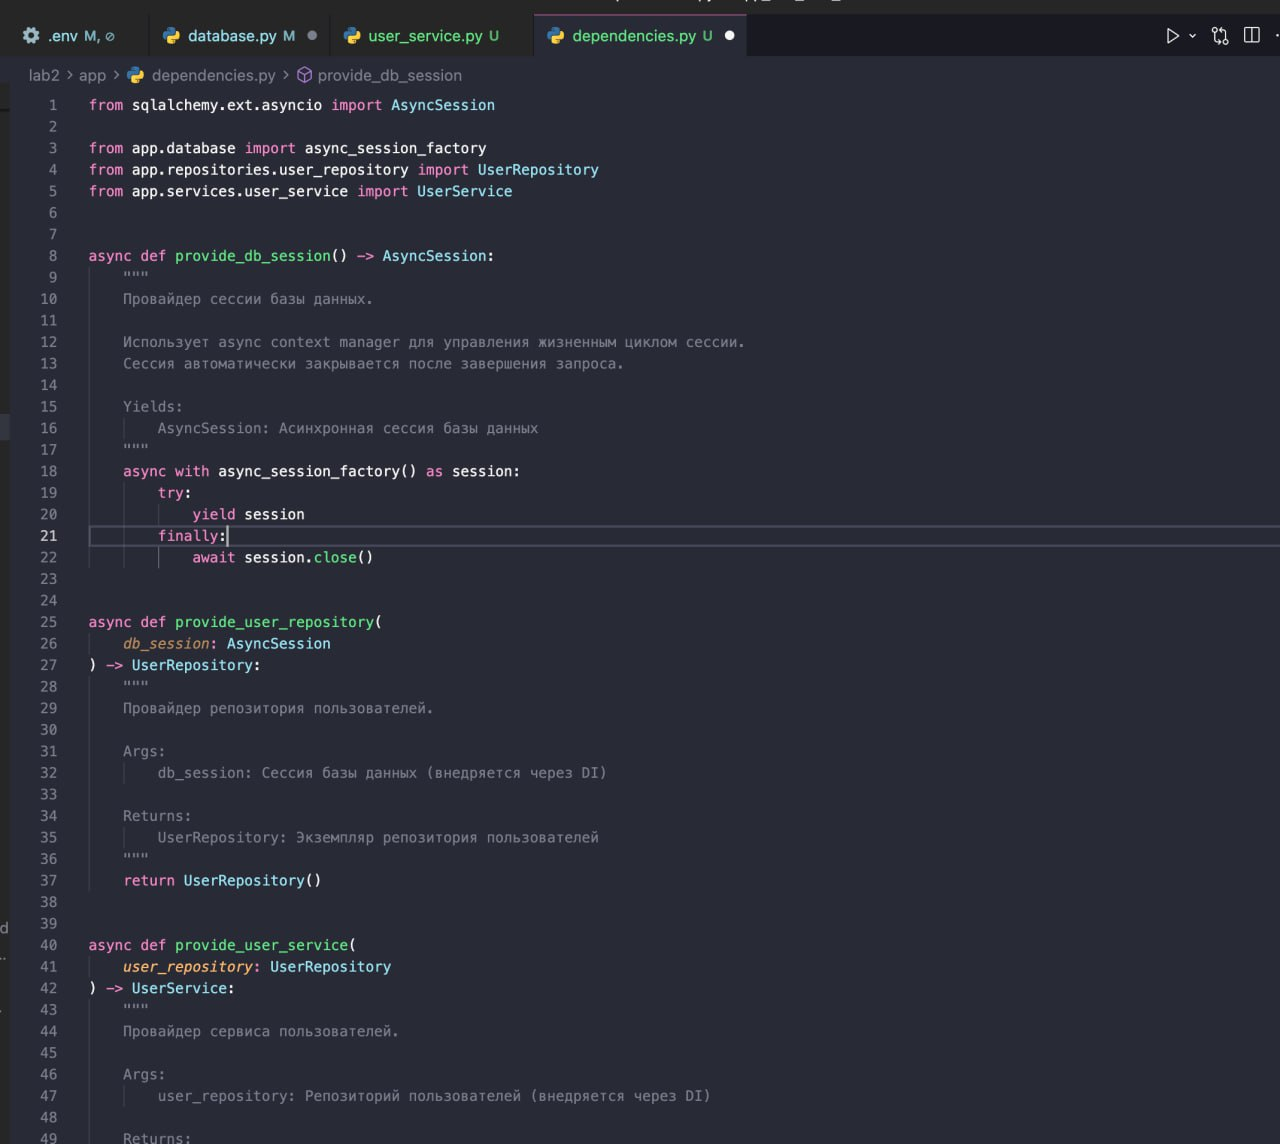 .env M, ⊘
database.py M ●
user_service.py U
dependencies.py U ●
lab2 > app > dependencies.py > provide_db_session
1 from sqlalchemy.ext.asyncio import AsyncSession
2
3 from app.database import async_session_factory
4 from app.repositories.user_repository import UserRepository
5 from app.services.user_service import UserService
6
7
8 async def provide_db_session() -> AsyncSession:
9 """
10 Провайдер сессии базы данных.
11
12 Использует async context manager для управления жизненным циклом сессии.
13 Сессия автоматически закрывается после завершения запроса.
14
15 Yields:
16 AsyncSession: Асинхронная сессия базы данных
17 """
18 async with async_session_factory() as session:
19 try:
20 yield session
21 finally:
22 await session.close()
23
24
25 async def provide_user_repository(
26 db_session: AsyncSession
27 ) -> UserRepository:
28 """
29 Провайдер репозитория пользователей.
30
31 Args:
32 db_session: Сессия базы данных (внедряется через DI)
33
34 Returns:
35 UserRepository: Экземпляр репозитория пользователей
36 """
37 return UserRepository()
38
39
40 async def provide_user_service(
41 user_repository: UserRepository
42 ) -> UserService:
43 """
44 Провайдер сервиса пользователей.
45
46 Args:
47 user_repository: Репозиторий пользователей (внедряется через DI)
48
49 Returns: